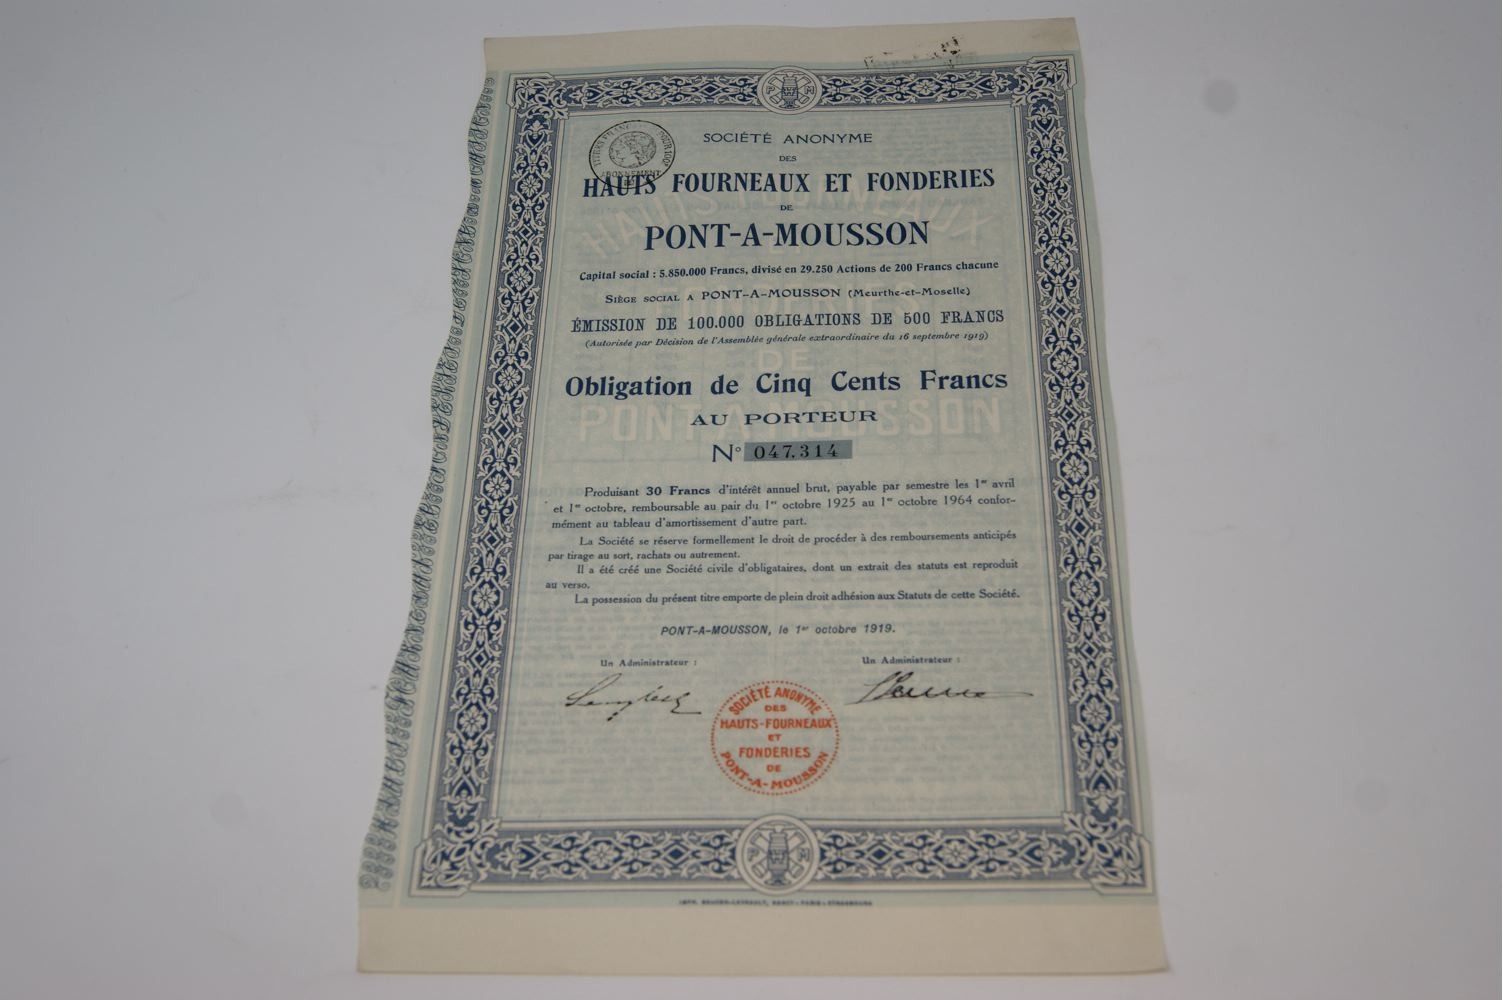 P M
SOCIÉTÉ ANONYME
DES
HAUTS FOURNEAUX ET FONDERIES
DE
PONT-A-MOUSSON
Capital social : 5.850.000 Francs, divisé en 29.250 Actions de 200 Francs chacune
SIÈGE SOCIAL A PONT-A-MOUSSON (Meurthe-et-Moselle)
ÉMISSION DE 100.000 OBLIGATIONS DE 500 FRANCS
(Autorisée par Décision de l'Assemblée générale extraordinaire du 16 septembre 1919)
Obligation de Cinq Cents Francs
AU PORTEUR
N° 047.314
Produisant 30 Francs d'intérêt annuel brut, payable par semestre les 1er avril
et 1er octobre, remboursable au pair du 1er octobre 1925 au 1er octobre 1964 confor-
mément au tableau d'amortissement d'autre part.
La Société se réserve formellement le droit de procéder à des remboursements anticipés
par tirage au sort, rachats ou autrement.
Il a été créé une Société civile d'obligataires, dont un extrait des statuts est reproduit
au verso.
La possession du présent titre emporte de plein droit adhésion aux Statuts de cette Société.
PONT-A-MOUSSON, le 1er octobre 1919.
Un Administrateur :
Un Administrateur :
SOCIÉTÉ ANONYME
DES
HAUTS-FOURNEAUX
ET
FONDERIES
DE
PONT-A-MOUSSON
P M
IMPR. BERGER-LEVRAULT, NANCY-PARIS-STRASBOURG